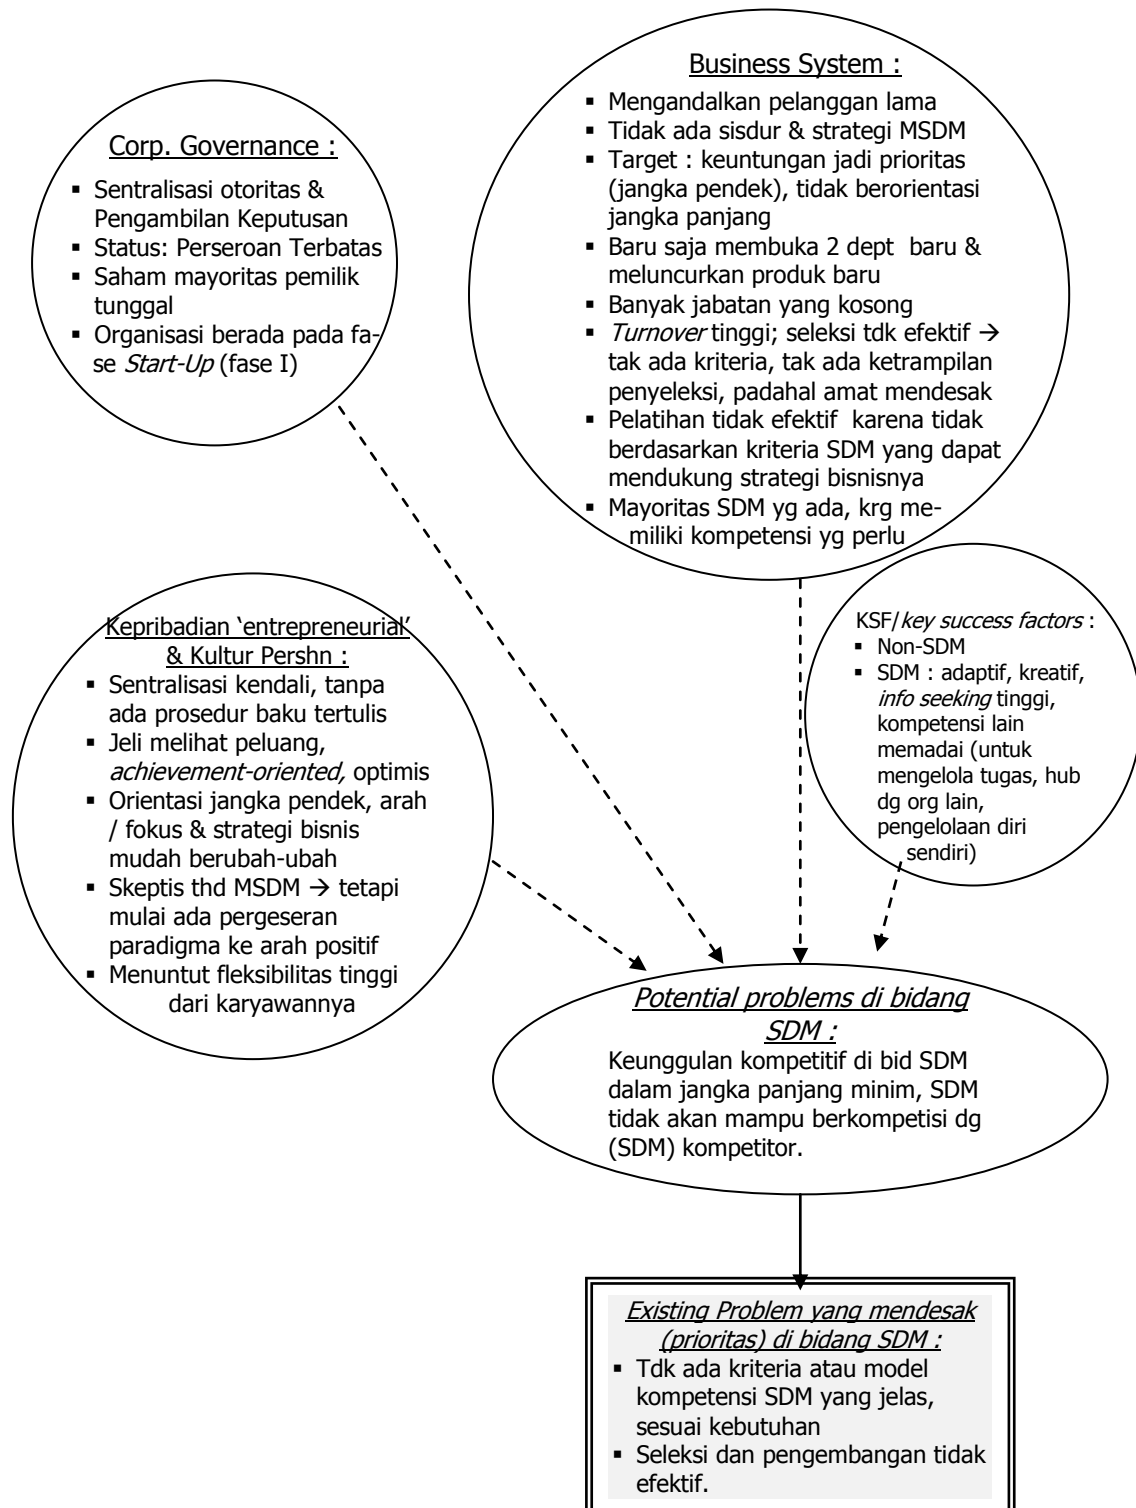 Business System :
▪ Mengandalkan pelanggan lama
▪ Tidak ada sisdur & strategi MSDM
▪ Target : keuntungan jadi prioritas
(jangka pendek), tidak berorientasi
jangka panjang
▪ Baru saja membuka 2 dept baru &
meluncurkan produk baru
▪ Banyak jabatan yang kosong
▪ Turnover tinggi; seleksi tdk efektif →
tak ada kriteria, tak ada ketrampilan
penyeleksi, padahal amat mendesak
▪ Pelatihan tidak efektif karena tidak
berdasarkan kriteria SDM yang dapat
mendukung strategi bisnisnya
▪ Mayoritas SDM yg ada, krg me-
miliki kompetensi yg perlu
Corp. Governance :
▪ Sentralisasi otoritas &
Pengambilan Keputusan
▪ Status: Perseroan Terbatas
▪ Saham mayoritas pemilik
tunggal
▪ Organisasi berada pada fa-
se Start-Up (fase I)
Kepribadian ‘entrepreneurial’
& Kultur Pershn :
▪ Sentralisasi kendali, tanpa
ada prosedur baku tertulis
▪ Jeli melihat peluang,
achievement-oriented, optimis
▪ Orientasi jangka pendek, arah
/ fokus & strategi bisnis
mudah berubah-ubah
▪ Skeptis thd MSDM → tetapi
mulai ada pergeseran
paradigma ke arah positif
▪ Menuntut fleksibilitas tinggi
dari karyawannya
KSF/key success factors :
▪ Non-SDM
▪ SDM : adaptif, kreatif,
info seeking tinggi,
kompetensi lain
memadai (untuk
mengelola tugas, hub
dg org lain,
pengelolaan diri
sendiri)
Potential problems di bidang
SDM :
Keunggulan kompetitif di bid SDM
dalam jangka panjang minim, SDM
tidak akan mampu berkompetisi dg
(SDM) kompetitor.
Existing Problem yang mendesak
(prioritas) di bidang SDM :
▪ Tdk ada kriteria atau model
kompetensi SDM yang jelas,
sesuai kebutuhan
▪ Seleksi dan pengembangan tidak
efektif.